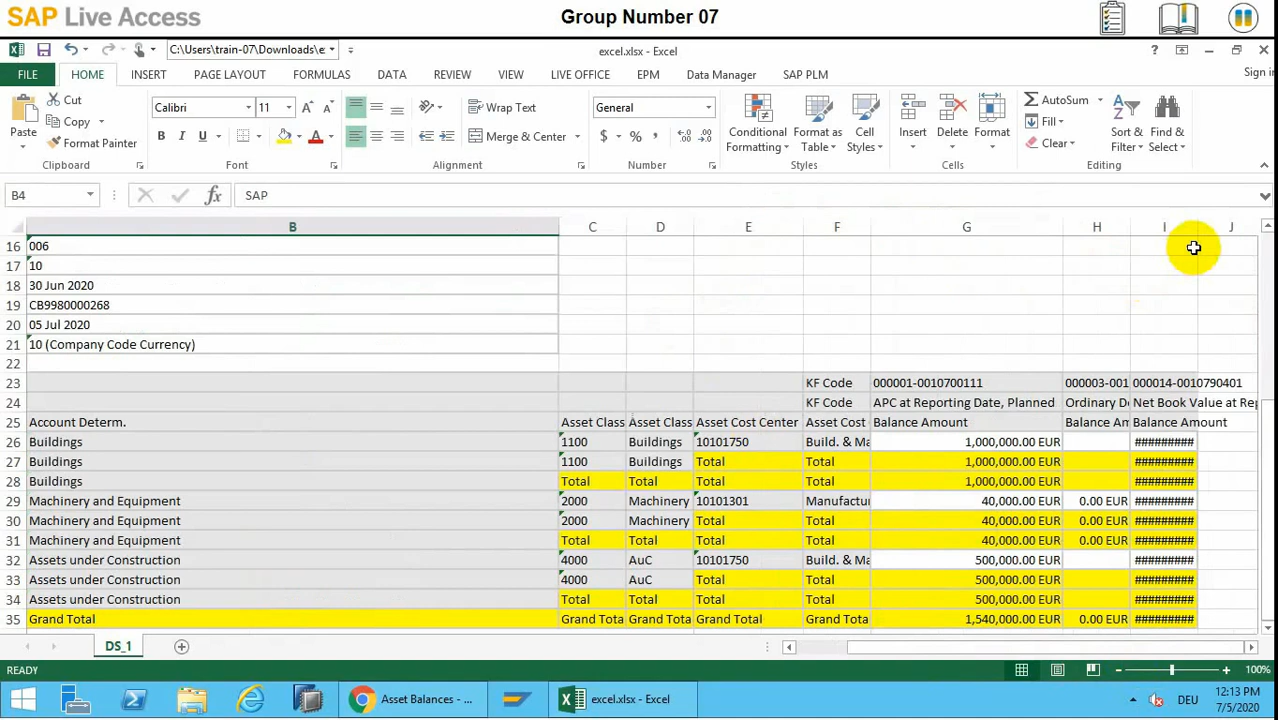 SAP Live Access
Group Number 07
C:\Users\train-07\Downloads\e
excel.xlsx - Excel
FILE HOME INSERT PAGE LAYOUT FORMULAS DATA REVIEW VIEW LIVE OFFICE EPM Data Manager SAP PLM Sign in
Cut
Copy
Format Painter
Paste
Clipboard
Calibri 11
B I U
Font
Wrap Text
Merge & Center
Alignment
General
$ % ,
Number
Conditional Formatting
Format as Table
Cell Styles
Styles
Insert Delete Format
Cells
AutoSum
Fill
Clear
Sort & Filter
Find & Select
Editing
B4 fx SAP
B C D E F G H I J
16 006
17 10
18 30 Jun 2020
19 CB9980000268
20 05 Jul 2020
21 10 (Company Code Currency)
22
23 KF Code 000001-0010700111 000003-001 000014-0010790401
24 KF Code APC at Reporting Date, Planned Ordinary De Net Book Value at Rep
25 Account Determ. Asset Class Asset Class Asset Cost Center Asset Cost Balance Amount Balance Am Balance Amount
26 Buildings 1100 Buildings 10101750 Build. & Ma 1,000,000.00 EUR #########
27 Buildings 1100 Buildings Total Total 1,000,000.00 EUR #########
28 Buildings Total Total Total Total 1,000,000.00 EUR #########
29 Machinery and Equipment 2000 Machinery 10101301 Manufactur 40,000.00 EUR 0.00 EUR #########
30 Machinery and Equipment 2000 Machinery Total Total 40,000.00 EUR 0.00 EUR #########
31 Machinery and Equipment Total Total Total Total 40,000.00 EUR 0.00 EUR #########
32 Assets under Construction 4000 AuC 10101750 Build. & Ma 500,000.00 EUR #########
33 Assets under Construction 4000 AuC Total Total 500,000.00 EUR #########
34 Assets under Construction Total Total Total Total 500,000.00 EUR #########
35 Grand Total Grand Tota Grand Tota Grand Total Grand Tota 1,540,000.00 EUR 0.00 EUR #########
DS_1
READY 100%
Asset Balances - ... excel.xlsx - Excel DEU 12:13 PM
7/5/2020